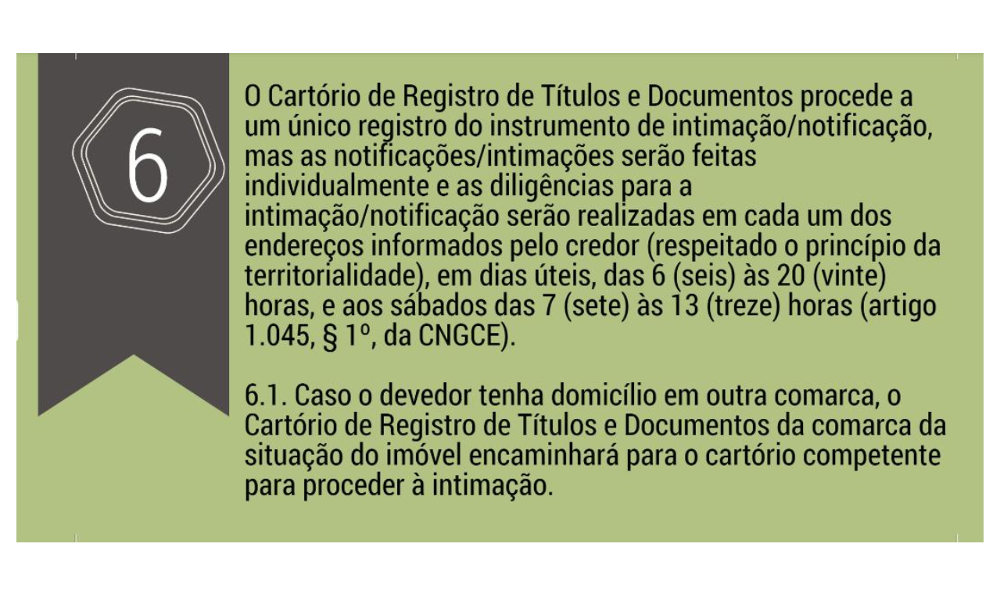 6
O Cartório de Registro de Títulos e Documentos procede a
um único registro do instrumento de intimação/notificação,
mas as notificações/intimações serão feitas
individualmente e as diligências para a
intimação/notificação serão realizadas em cada um dos
endereços informados pelo credor (respeitado o princípio da
territorialidade), em dias úteis, das 6 (seis) às 20 (vinte)
horas, e aos sábados das 7 (sete) às 13 (treze) horas (artigo
1.045, § 1º, da CNGCE).
6.1. Caso o devedor tenha domicílio em outra comarca, o
Cartório de Registro de Títulos e Documentos da comarca da
situação do imóvel encaminhará para o cartório competente
para proceder à intimação.